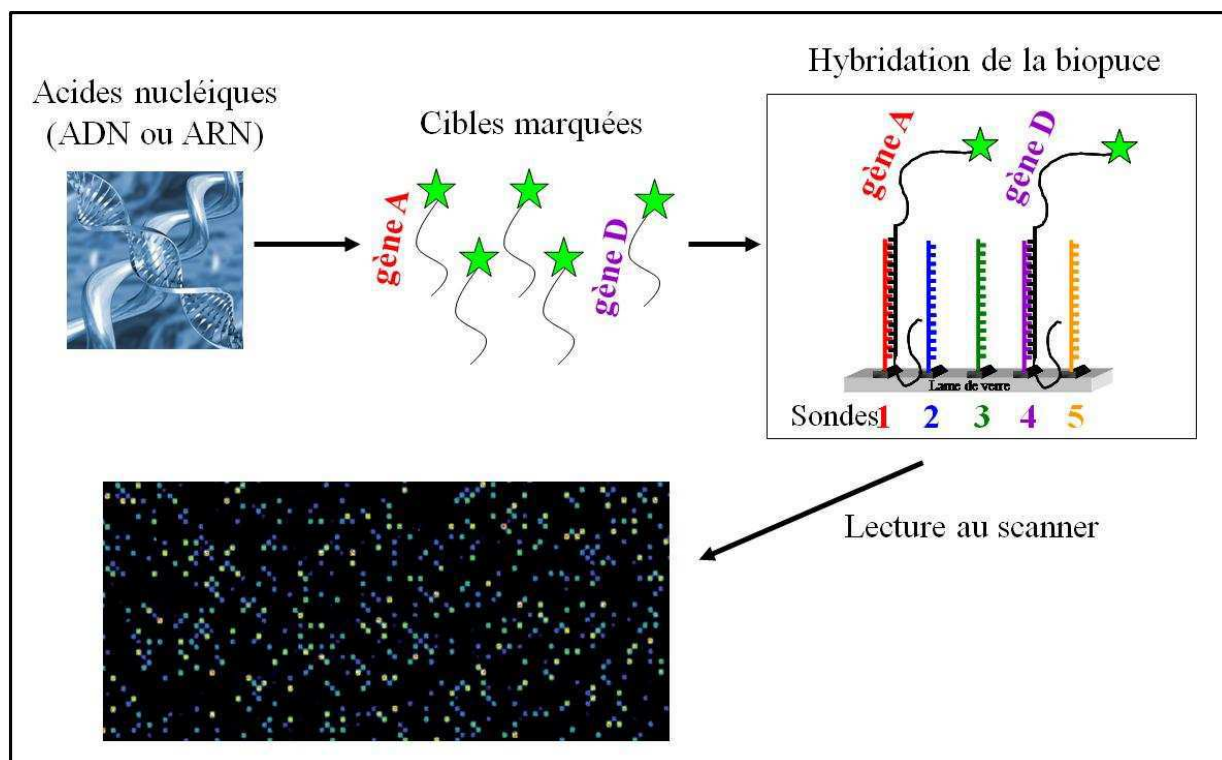 Acides nucléiques
(ADN ou ARN)
Cibles marquées
gène A
gène D
Hybridation de la biopuce
gène A
gène D
Lame de verre
Sondes 1 2 3 4 5
Lecture au scanner